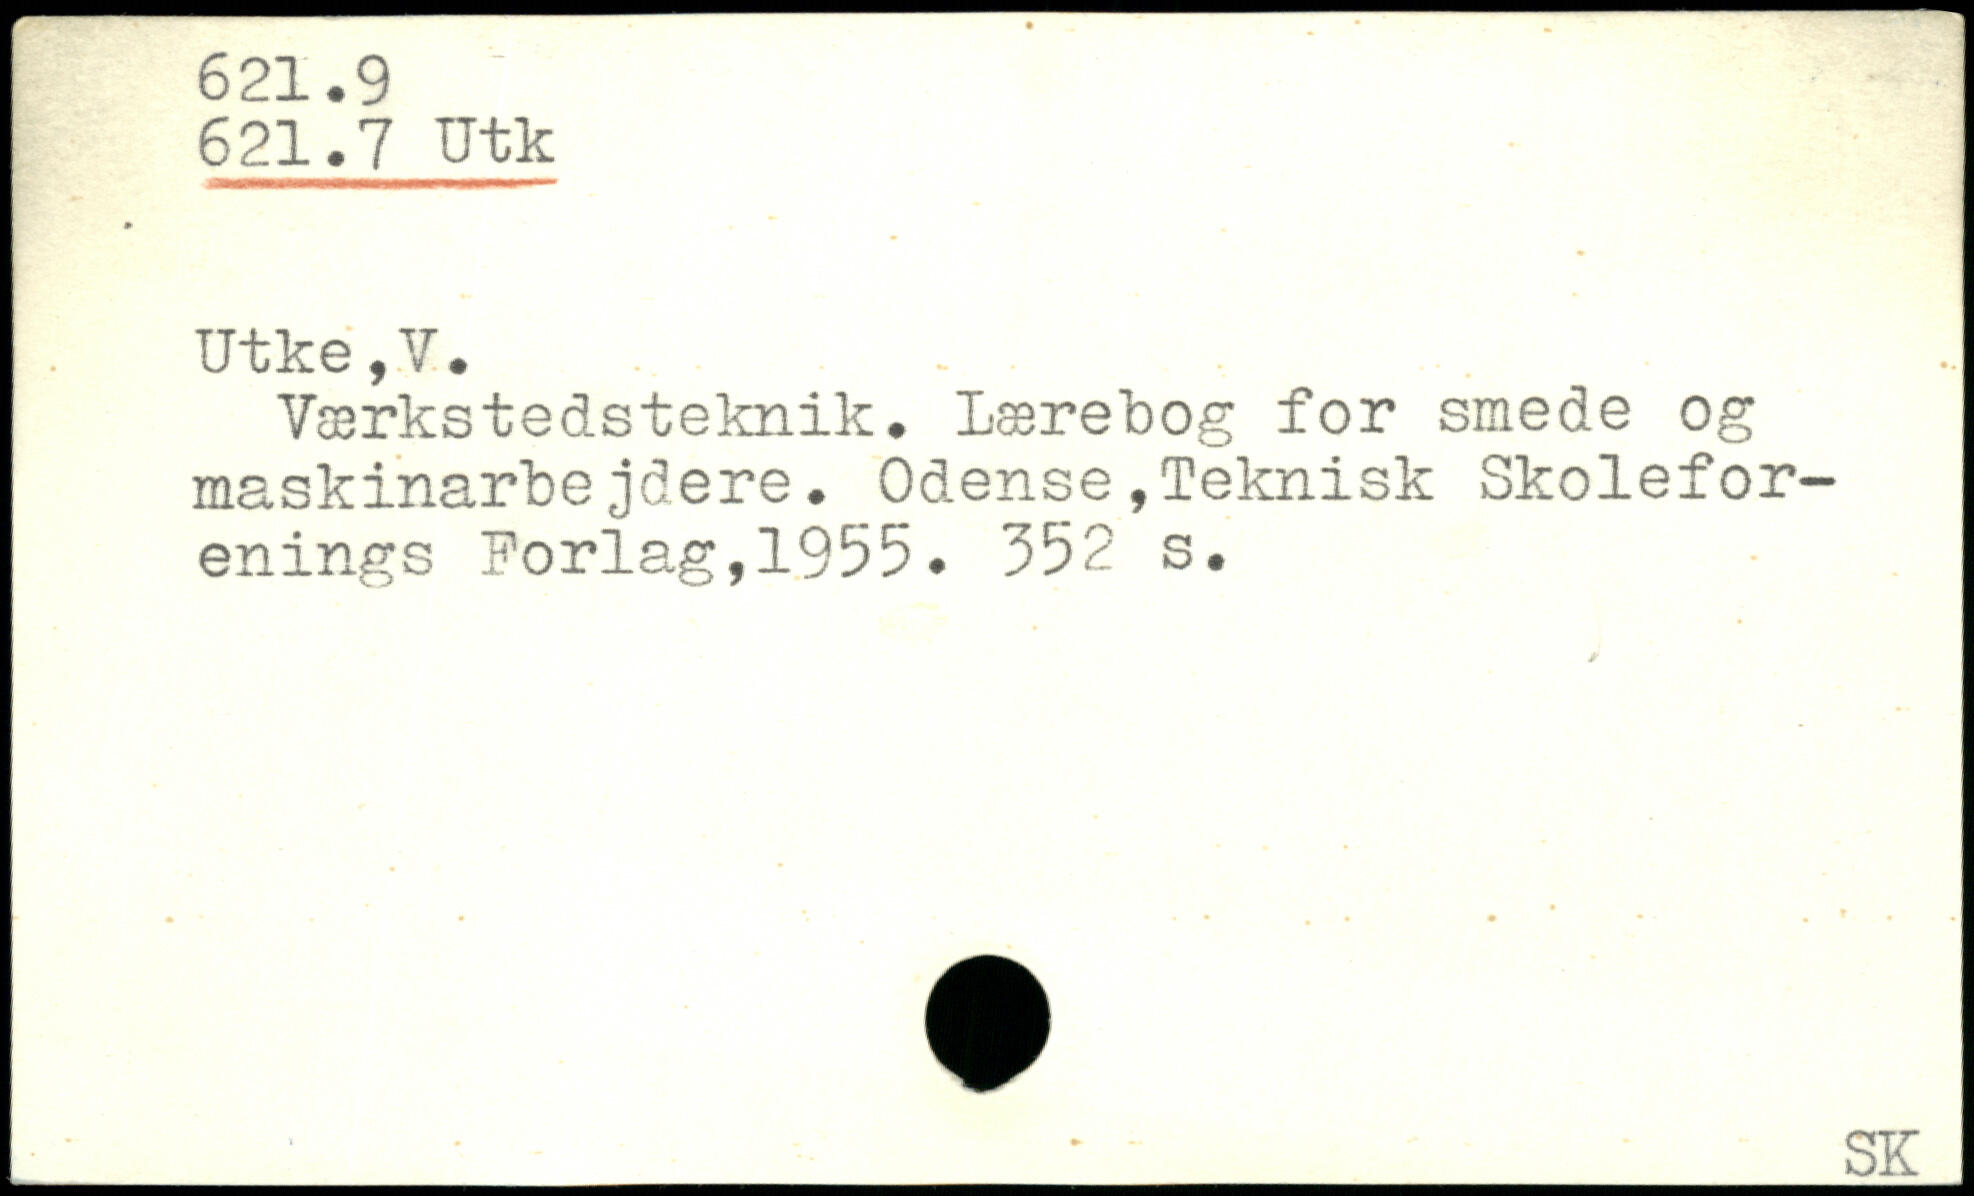 621.9
621.7 Utk
Utke,V.
Værkstedsteknik. Lærebog for smede og
maskinarbejdere. Odense,Teknisk Skolefor-
enings Forlag,1955. 352 s.
SK